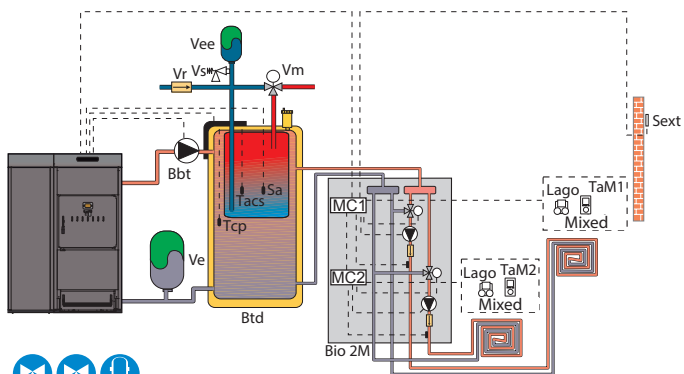 Vee
Vs
Vr
Vm
Sext
Bbt
Sa
Tacs
Tcp
Ve
Btd
MC1
MC2
Bio 2M
Lago TaM1
Mixed
Lago TaM2
Mixed